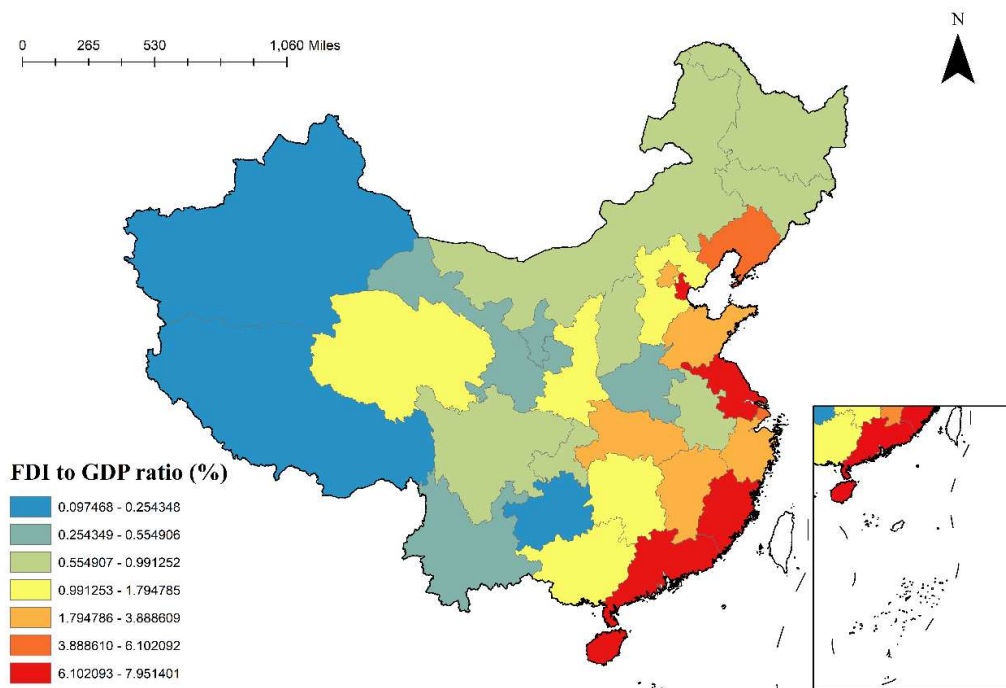 N
0 265 530 1,060 Miles
FDI to GDP ratio (%)
0.097468 - 0.254348
0.254349 - 0.554906
0.554907 - 0.991252
0.991253 - 1.794785
1.794786 - 3.888609
3.888610 - 6.102092
6.102093 - 7.951401